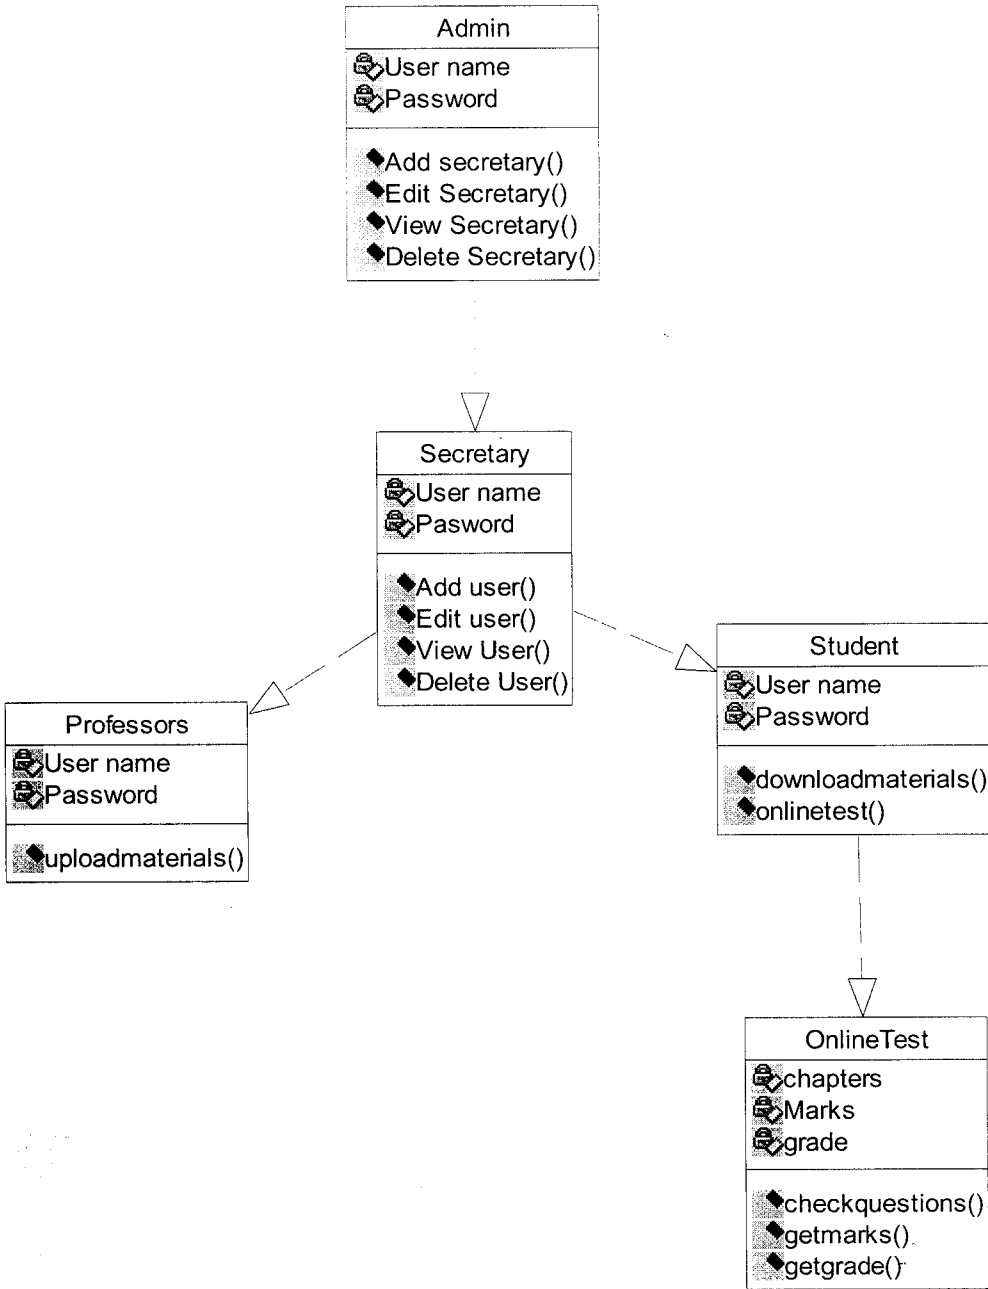 Admin
User name
Password
Add secretary()
Edit Secretary()
View Secretary()
Delete Secretary()
Secretary
User name
Pasword
Add user()
Edit user()
View User()
Delete User()
Professors
User name
Password
uploadmaterials()
Student
User name
Password
downloadmaterials()
onlinetest()
OnlineTest
chapters
Marks
grade
checkquestions()
getmarks()
getgrade()